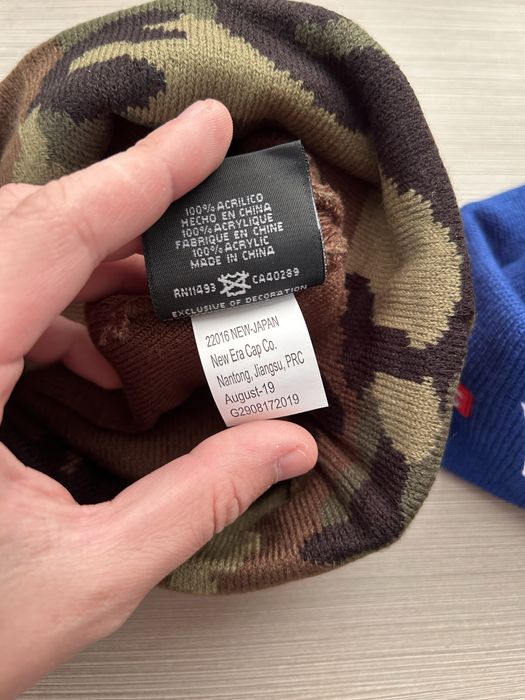 100% ACRILICO
HECHO EN CHINA
100% ACRYLIQUE
FABRIQUE EN CHINE
100% ACRYLIC
MADE IN CHINA
RN11493 CA40289
EXCLUSIVE OF DECORATION
22016 NEW-JAPAN
New Era Cap Co.
Nantong, Jiangsu, PRC
August-19
G2908172019